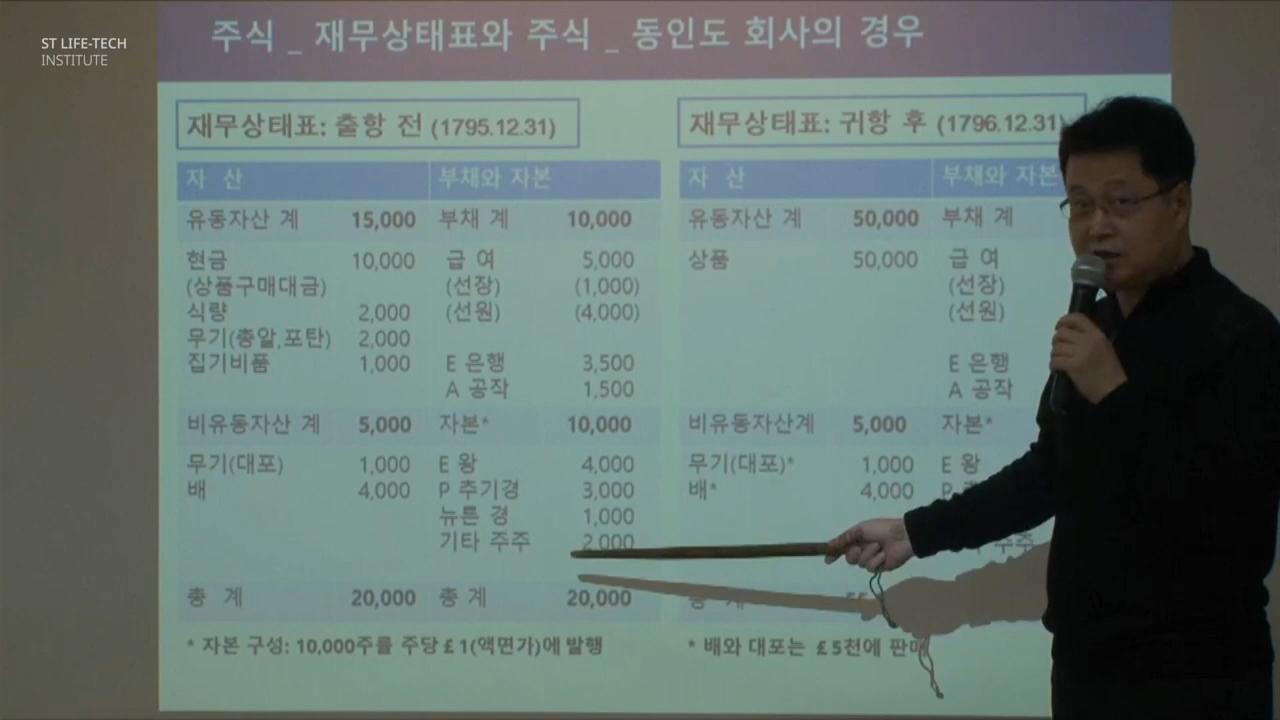 ST LIFE-TECH
INSTITUTE
주식 _ 재무상태표와 주식 _ 동인도 회사의 경우
재무상태표: 출항 전 (1795.12.31)
자 산 부채와 자본
유동자산 계 15,000 부채 계 10,000
현금 10,000 급 여 5,000
(상품구매대금) (선장) (1,000)
식량 2,000 (선원) (4,000)
무기(총알,포탄) 2,000
집기비품 1,000 E 은행 3,500
A 공작 1,500
비유동자산 계 5,000 자본* 10,000
무기(대포) 1,000 E 왕 4,000
배 4,000 P 추기경 3,000
뉴튼 경 1,000
기타 주주 2,000
총 계 20,000 총 계 20,000
* 자본 구성: 10,000주를 주당 £1(액면가)에 발행
재무상태표: 귀항 후 (1796.12.31)
자 산 부채와 자본
유동자산 계 50,000 부채 계
상품 50,000 급 여
(선장)
(선원)
E 은행
A 공작
비유동자산계 5,000 자본*
무기(대포)* 1,000 E 왕
배* 4,000 P
주주
총 계
* 배와 대포는 £5천에 판매